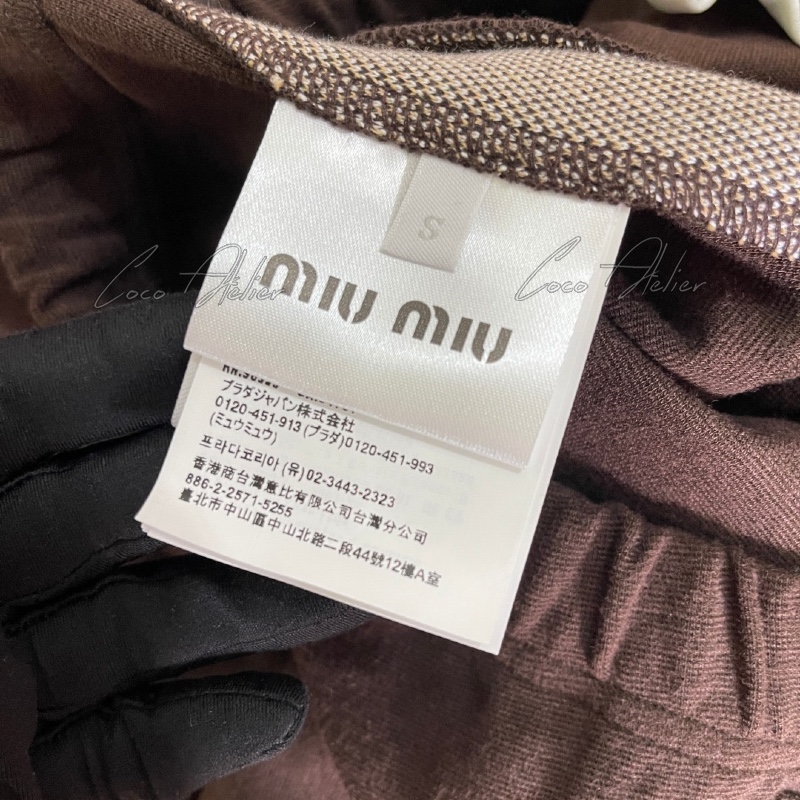 S
miu miu
Coco Atelier
Coco Atelier
プラダジャパン株式会社
0120-451-913 (プラダ)0120-451-993
(ミュウミュウ)
프라다코리아 (유) 02-3443-2323
香港商台灣意比有限公司台灣分公司
886-2-2571-5255
臺北市中山區中山北路二段44號12樓A室